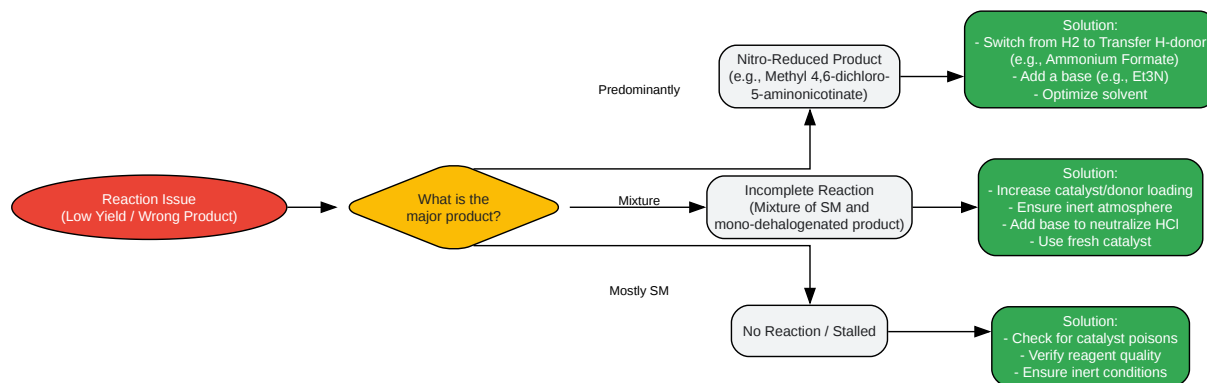 Reaction Issue
(Low Yield / Wrong Product)
What is the
major product?
Predominantly
Mixture
Mostly SM
Nitro-Reduced Product
(e.g., Methyl 4,6-dichloro-
5-aminonicotinate)
Incomplete Reaction
(Mixture of SM and
mono-dehalogenated product)
No Reaction / Stalled
Solution:
- Switch from H2 to Transfer H-donor
(e.g., Ammonium Formate)
- Add a base (e.g., Et3N)
- Optimize solvent
Solution:
- Increase catalyst/donor loading
- Ensure inert atmosphere
- Add base to neutralize HCl
- Use fresh catalyst
Solution:
- Check for catalyst poisons
- Verify reagent quality
- Ensure inert conditions